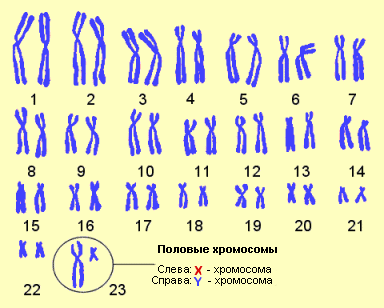 1 2 3 4 5 6 7
8 9 10 11 12 13 14
15 16 17 18 19 20 21
22 23
Половые хромосомы
Слева: X - хромосома
Справа: Y - хромосома